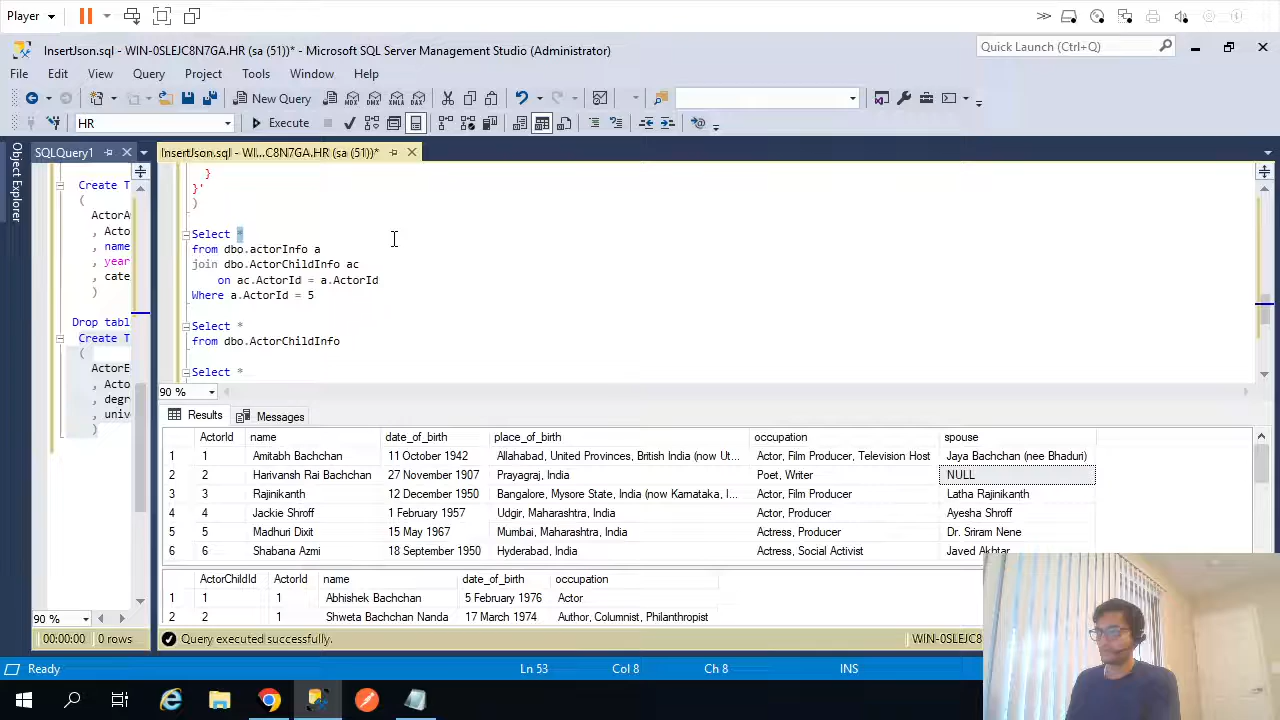 Player
InsertJson.sql - WIN-0SLEJC8N7GA.HR (sa (51))* - Microsoft SQL Server Management Studio (Administrator)
Quick Launch (Ctrl+Q)
File Edit View Query Project Tools Window Help
New Query
HR Execute
Object Explorer
SQLQuery1
InsertJson.sql - WI...C8N7GA.HR (sa (51))*
Create T
(
ActorA
, Acto
, name
, year
, cate
)
Drop tabl
Create T
(
ActorE
, Acto
, degr
, univ
)
90 %
00:00:00 0 rows
}
}'
)
Select *
from dbo.actorInfo a
join dbo.ActorChildInfo ac
on ac.ActorId = a.ActorId
Where a.ActorId = 5
Select *
from dbo.ActorChildInfo
Select *
90 %
Results Messages
ActorId name date_of_birth place_of_birth occupation spouse
1 1 Amitabh Bachchan 11 October 1942 Allahabad, United Provinces, British India (now Ut... Actor, Film Producer, Television Host Jaya Bachchan (nee Bhaduri)
2 2 Harivansh Rai Bachchan 27 November 1907 Prayagraj, India Poet, Writer NULL
3 3 Rajinikanth 12 December 1950 Bangalore, Mysore State, India (now Karnataka, I... Actor, Film Producer Latha Rajinikanth
4 4 Jackie Shroff 1 February 1957 Udgir, Maharashtra, India Actor, Producer Ayesha Shroff
5 5 Madhuri Dixit 15 May 1967 Mumbai, Maharashtra, India Actress, Producer Dr. Sriram Nene
6 6 Shabana Azmi 18 September 1950 Hyderabad, India Actress, Social Activist Javed Akhtar
ActorChildId ActorId name date_of_birth occupation
1 1 1 Abhishek Bachchan 5 February 1976 Actor
2 2 1 Shweta Bachchan Nanda 17 March 1974 Author, Columnist, Philanthropist
Query executed successfully. WIN-0SLEJC8N
Ready Ln 53 Col 8 Ch 8 INS